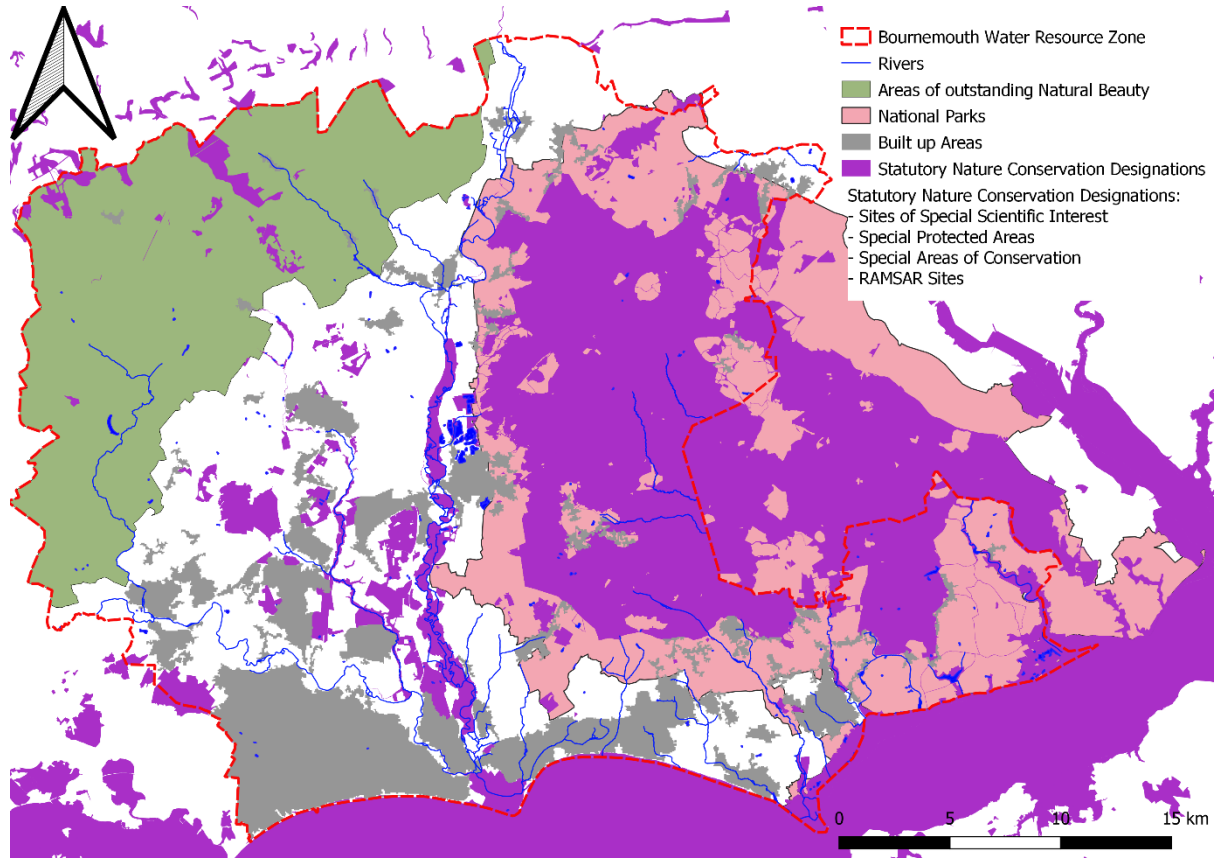 Bournemouth Water Resource Zone
Rivers
Areas of outstanding Natural Beauty
National Parks
Built up Areas
Statutory Nature Conservation Designations
Statutory Nature Conservation Designations:
- Sites of Special Scientific Interest
- Special Protected Areas
- Special Areas of Conservation
- RAMSAR Sites
0 5 10 15 km